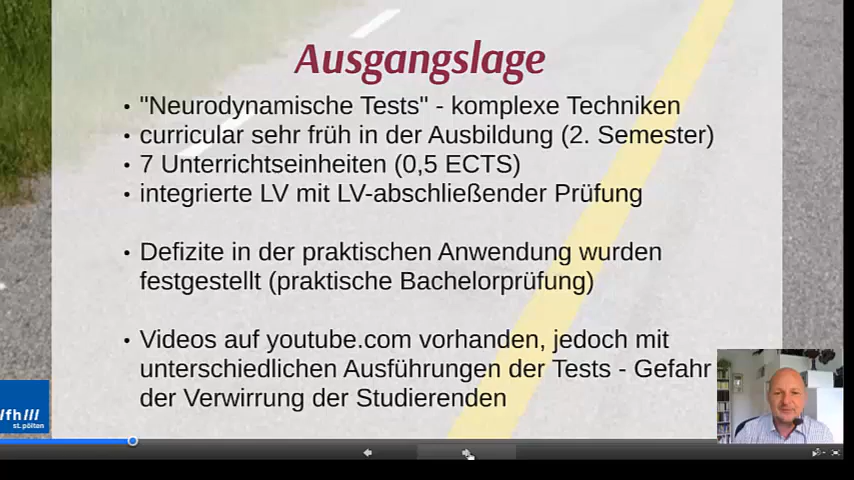 Ausgangslage
• "Neurodynamische Tests" - komplexe Techniken
• curricular sehr früh in der Ausbildung (2. Semester)
• 7 Unterrichtseinheiten (0,5 ECTS)
• integrierte LV mit LV-abschließender Prüfung
• Defizite in der praktischen Anwendung wurden
festgestellt (praktische Bachelorprüfung)
• Videos auf youtube.com vorhanden, jedoch mit
unterschiedlichen Ausführungen der Tests - Gefahr
der Verwirrung der Studierenden
/fh///
st.pölten